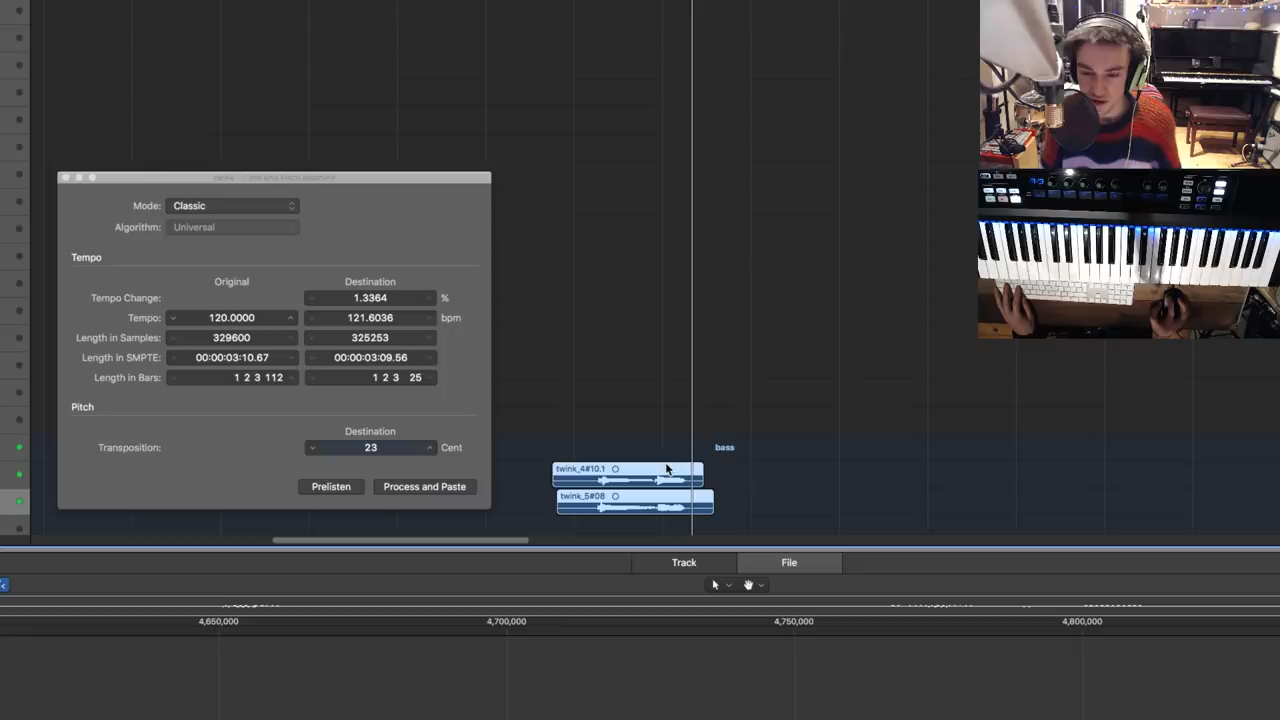 Mode: Classic
Algorithm: Universal
Tempo
Original Destination
Tempo Change: 1.3364 %
Tempo: 120.0000 121.6036 bpm
Length in Samples: 329600 325253
Length in SMPTE: 00:00:03:10.67 00:00:03:09.56
Length in Bars: 1 2 3 112 1 2 3 25
Pitch
Destination
Transposition: 23 Cent
Prelisten Process and Paste
bass
twink_4#10.1
twink_5#08
Track File
4,650,000 4,700,000 4,750,000 4,800,000